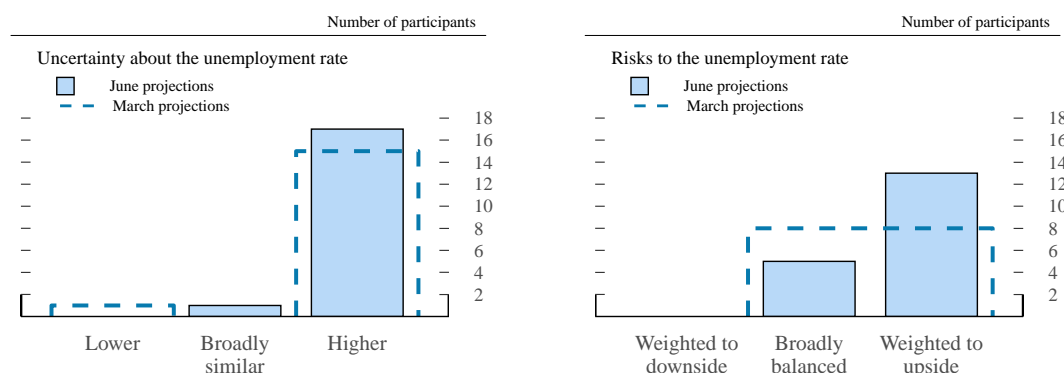 Number of participants
Uncertainty about the unemployment rate
June projections
March projections
18
16
14
12
10
8
6
4
2
Lower
Broadly
similar
Higher
Number of participants
Risks to the unemployment rate
June projections
March projections
18
16
14
12
10
8
6
4
2
Weighted to
downside
Broadly
balanced
Weighted to
upside